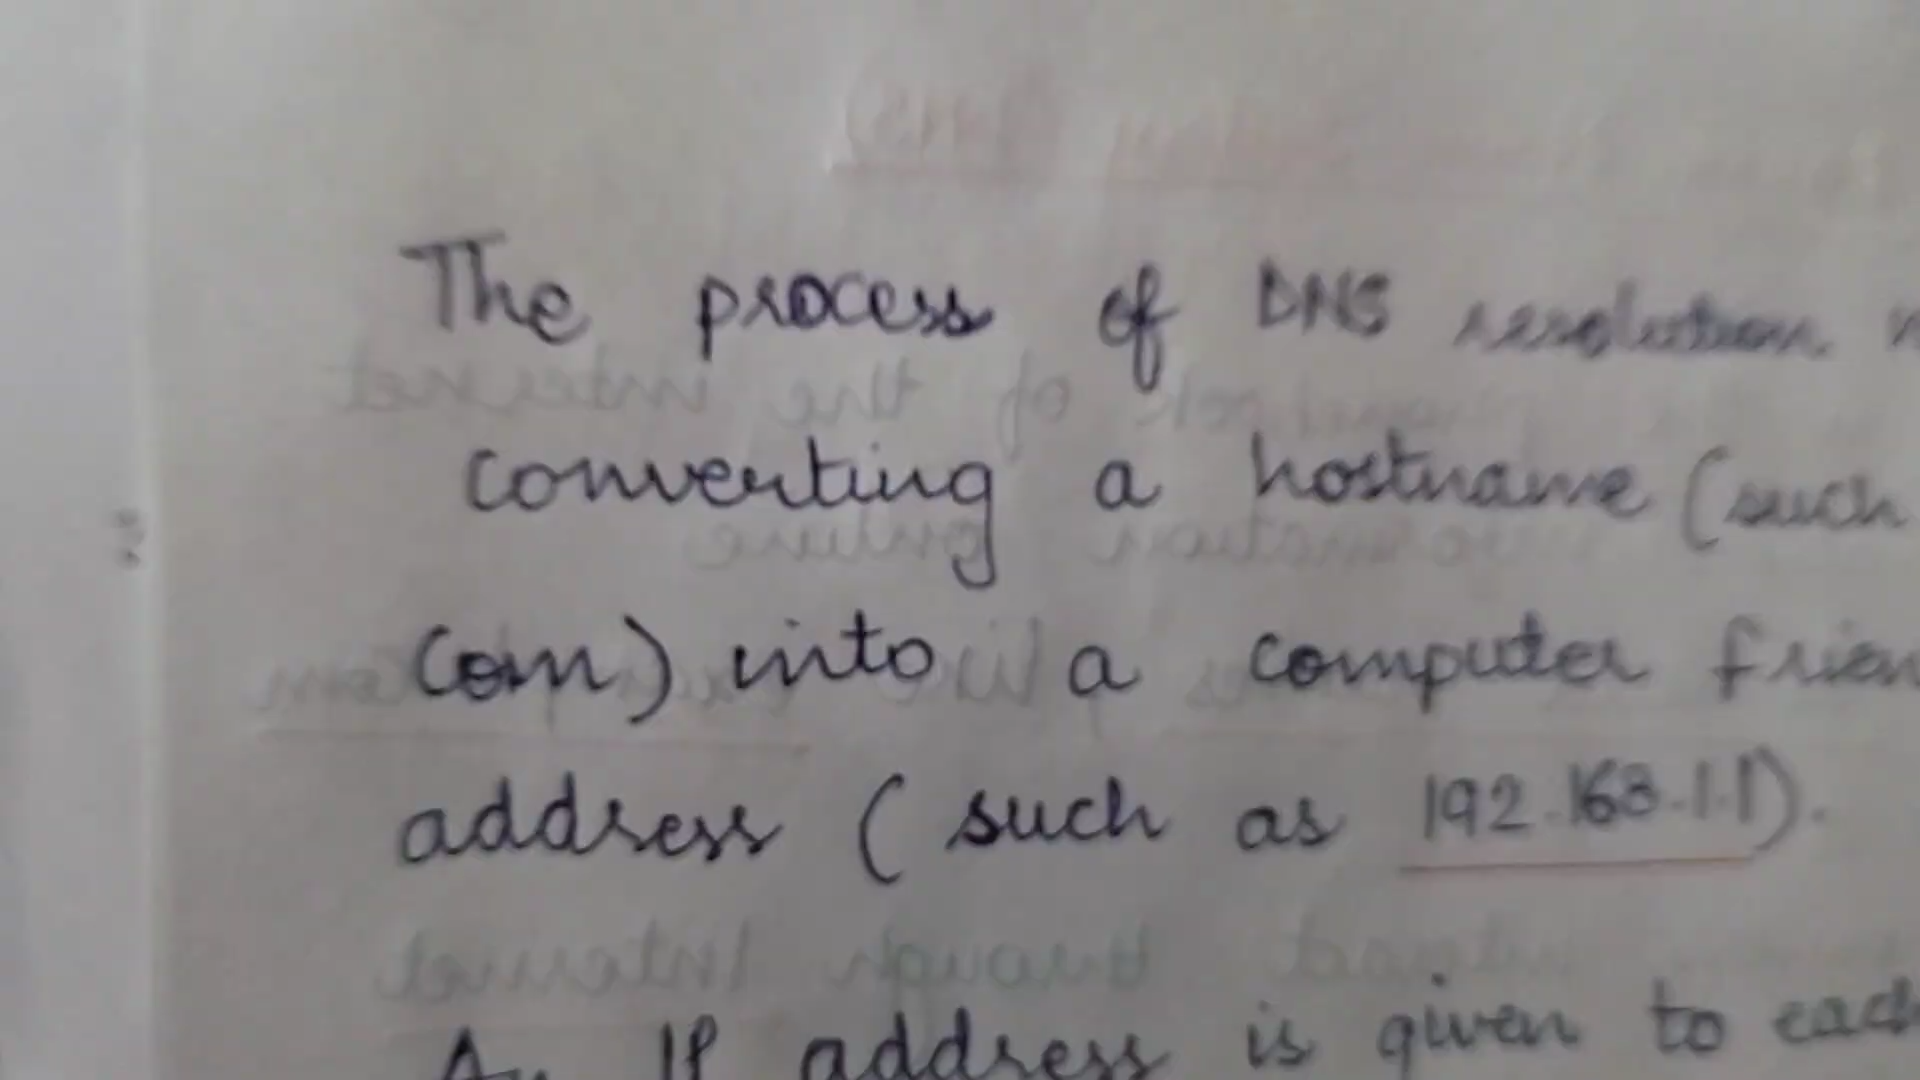 The process of DNS resolution
converting a hostname (such
com) into a computer
address (such as 192.168.1.1).
An IP address is given to each